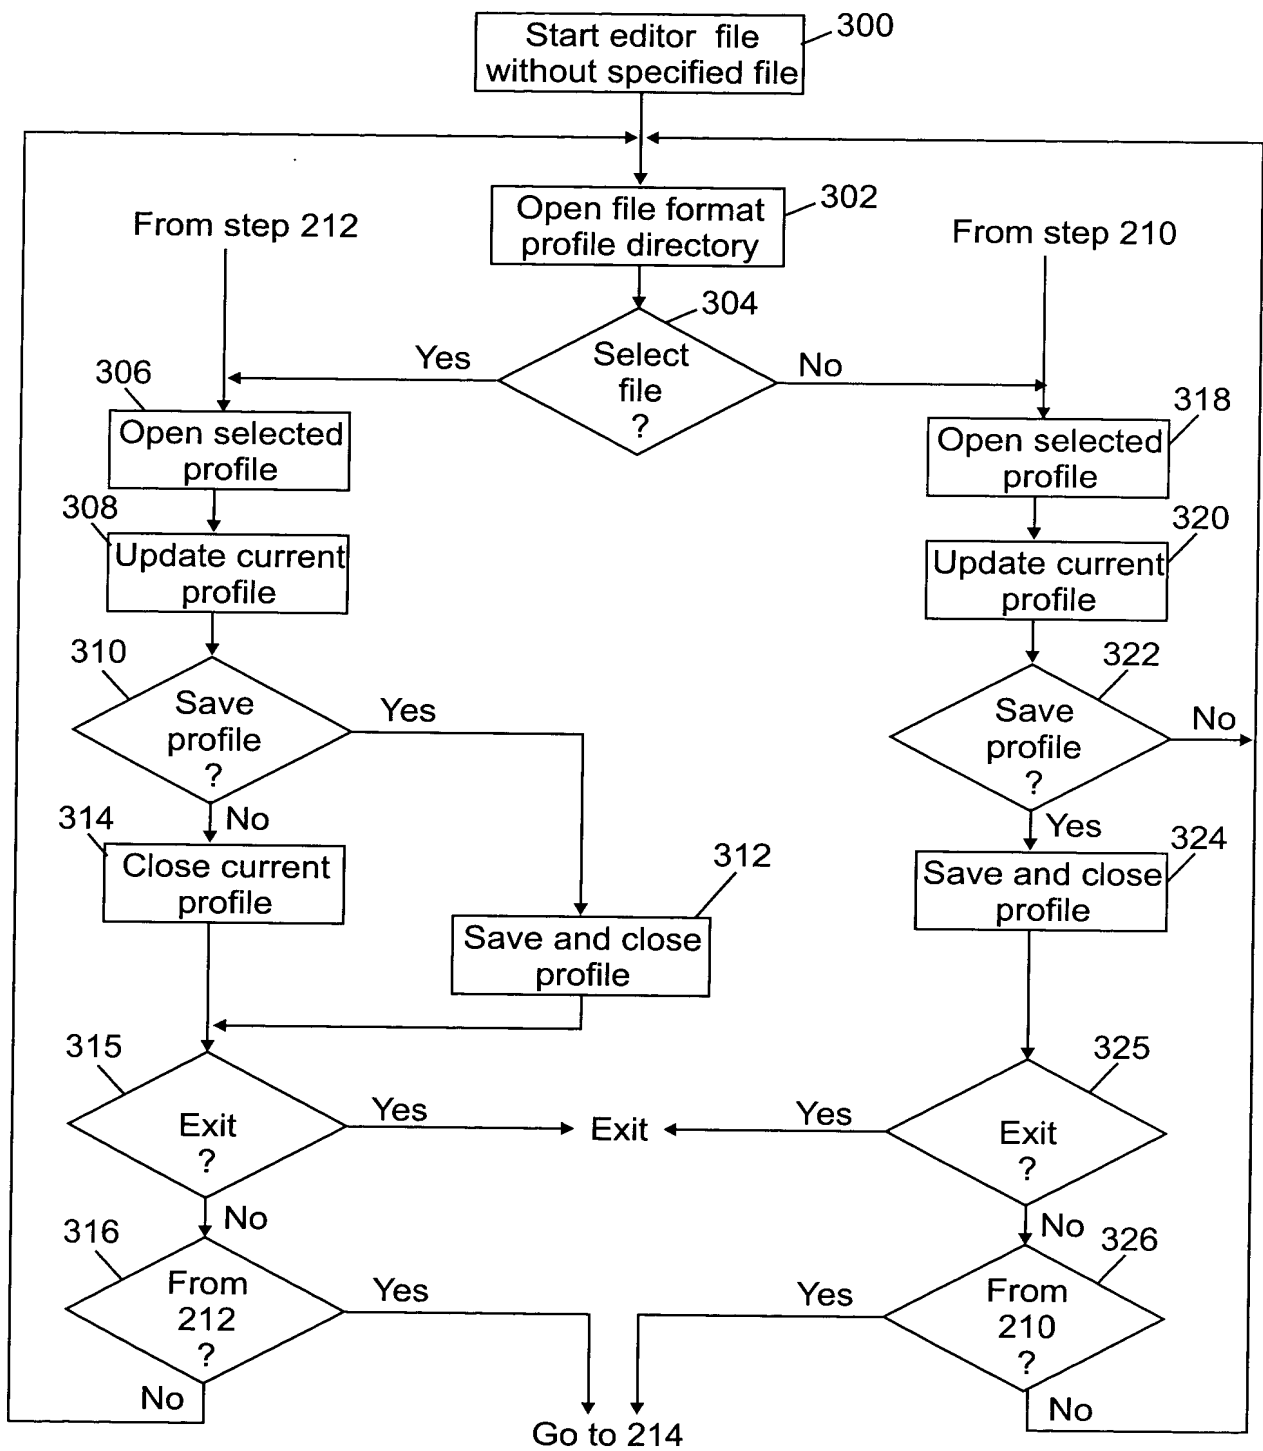 Start editor file
without specified file
300
Open file format
profile directory
302
From step 212
From step 210
304
Select
file
?
Yes
No
306
Open selected
profile
318
Open selected
profile
308
Update current
profile
320
Update current
profile
310
Save
profile
?
Yes
322
Save
profile
?
No
No
Yes
314
Close current
profile
312
Save and close
profile
324
Save and close
profile
315
Exit
?
Yes
Exit
Yes
325
Exit
?
No
No
316
From
212
?
Yes
Yes
326
From
210
?
No
No
Go to 214